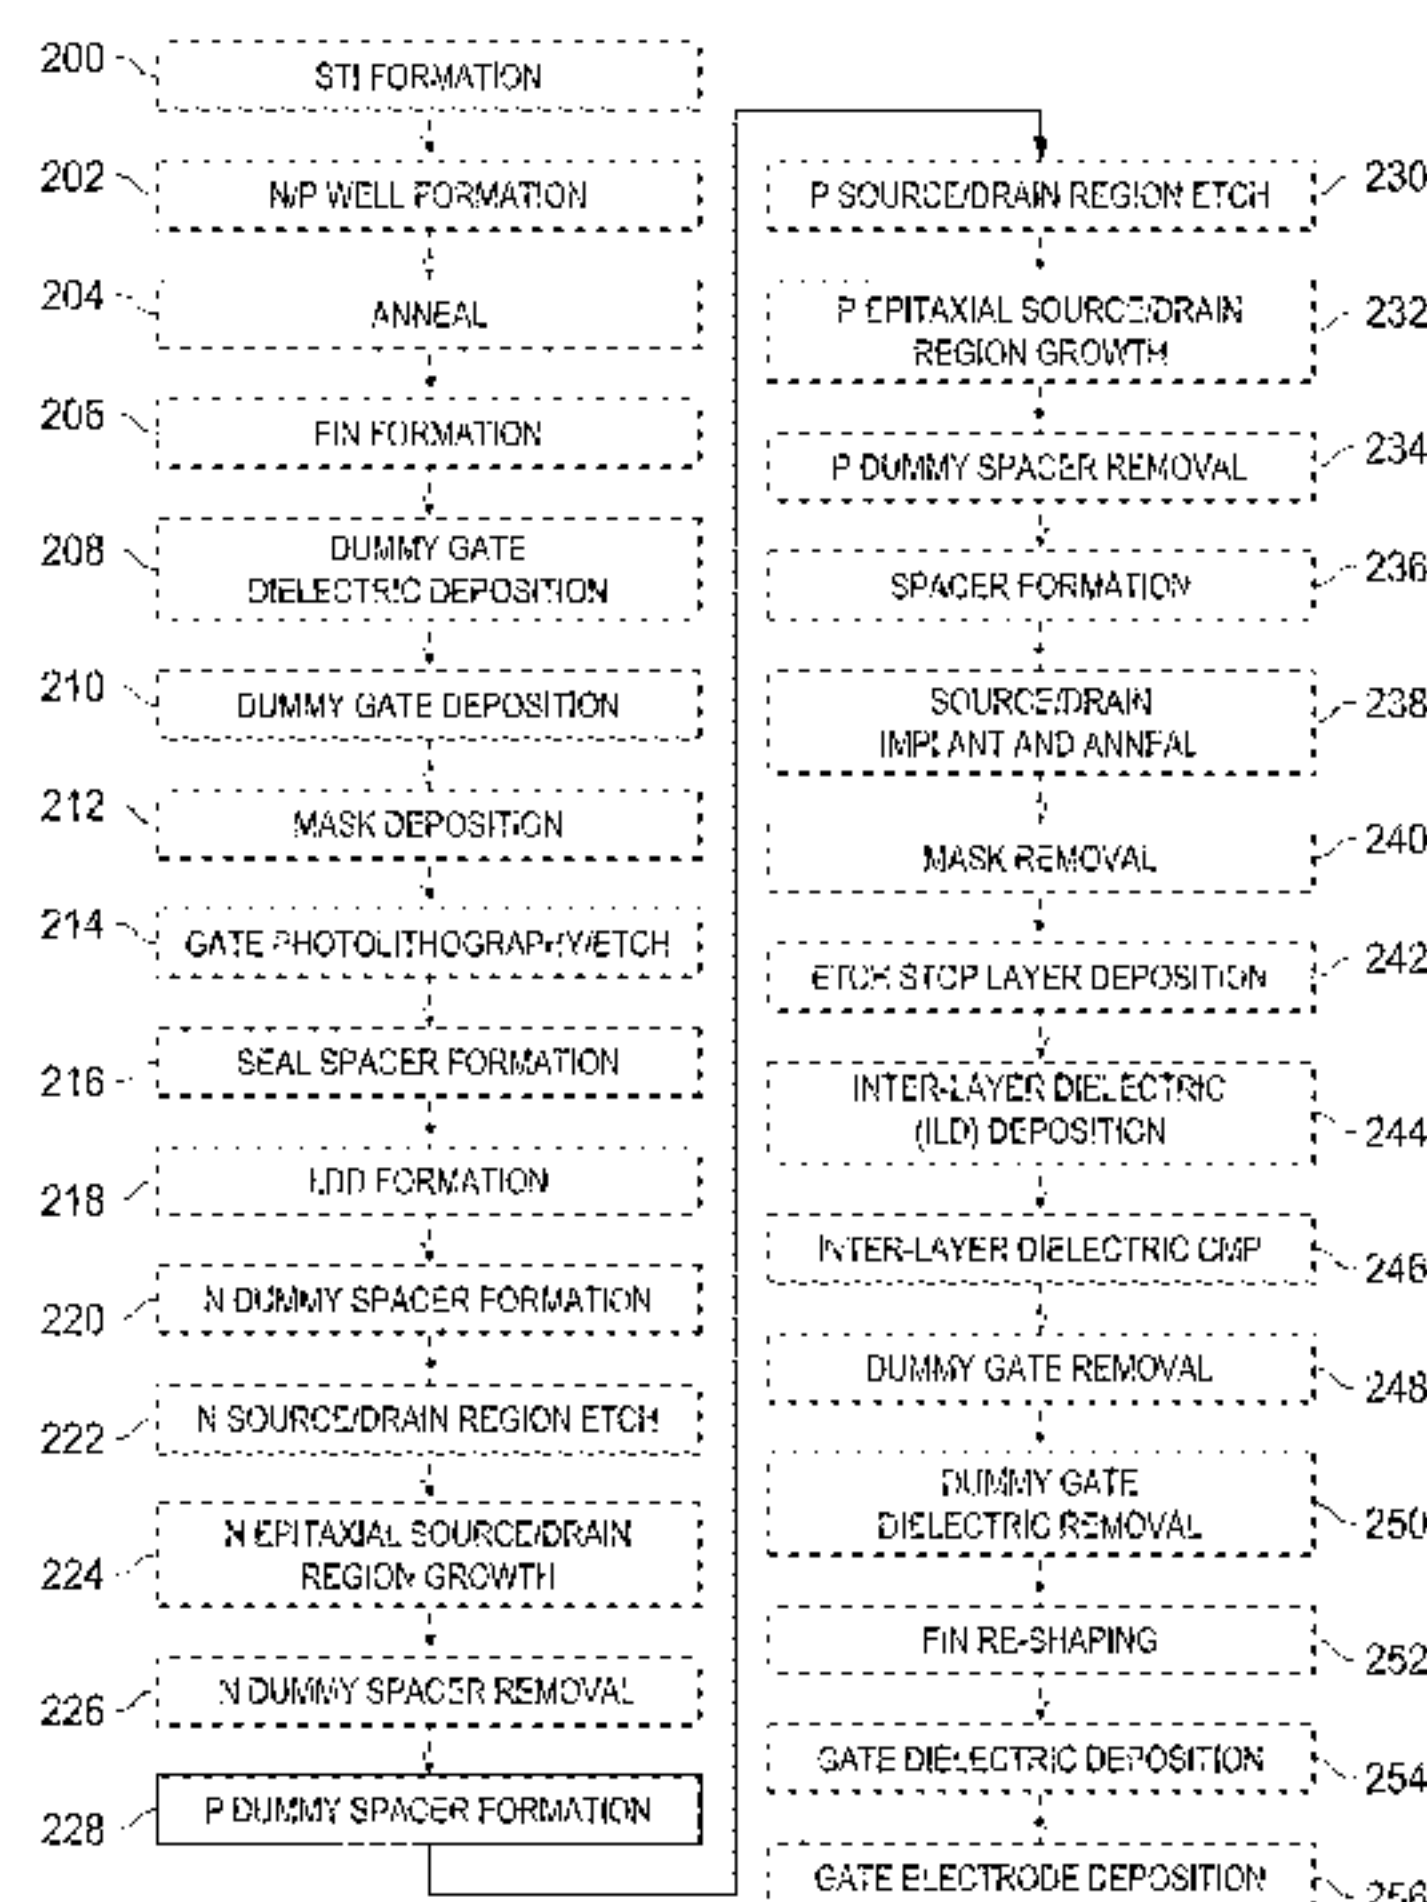 200
STI FORMATION
202
N/P WELL FORMATION
204
ANNEAL
206
FIN FORMATION
208
DUMMY GATE
DIELECTRIC DEPOSITION
210
DUMMY GATE DEPOSITION
212
MASK DEPOSITION
214
GATE PHOTOLITHOGRAPHY/ETCH
216
SEAL SPACER FORMATION
218
LDD FORMATION
220
N DUMMY SPACER FORMATION
222
N SOURCE/DRAIN REGION ETCH
224
N EPITAXIAL SOURCE/DRAIN
REGION GROWTH
226
N DUMMY SPACER REMOVAL
228
P DUMMY SPACER FORMATION
P SOURCE/DRAIN REGION ETCH
230
P EPITAXIAL SOURCE/DRAIN
REGION GROWTH
232
P DUMMY SPACER REMOVAL
234
SPACER FORMATION
236
SOURCE/DRAIN
IMPLANT AND ANNEAL
238
MASK REMOVAL
240
ETCH STOP LAYER DEPOSITION
242
INTER-LAYER DIELECTRIC
(ILD) DEPOSITION
244
INTER-LAYER DIELECTRIC CMP
246
DUMMY GATE REMOVAL
248
DUMMY GATE
DIELECTRIC REMOVAL
250
FIN RE-SHAPING
252
GATE DIELECTRIC DEPOSITION
254
GATE ELECTRODE DEPOSITION